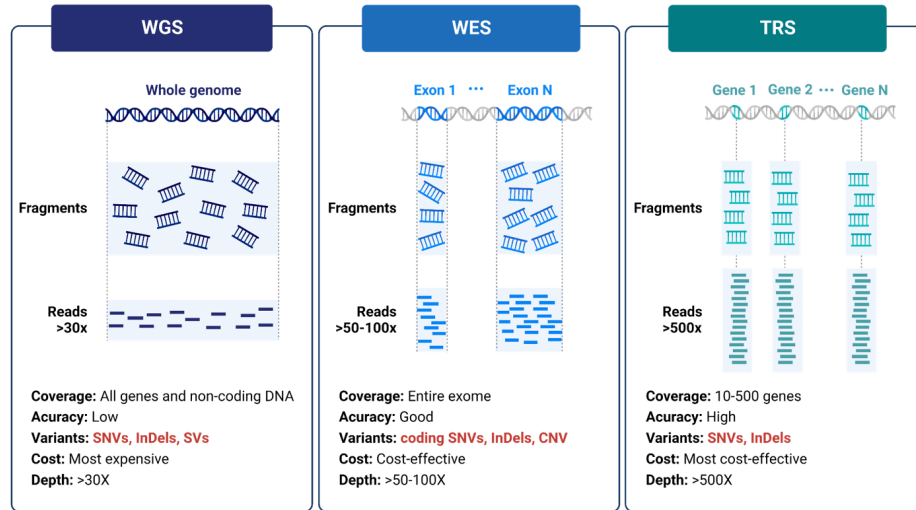 WGS
Whole genome
Fragments
Reads
>30x
Coverage: All genes and non-coding DNA
Acuracy: Low
Variants: SNVs, InDels, SVs
Cost: Most expensive
Depth: >30X
WES
Exon 1 ··· Exon N
Fragments
Reads
>50-100x
Coverage: Entire exome
Acuracy: Good
Variants: coding SNVs, InDels, CNV
Cost: Cost-effective
Depth: >50-100X
TRS
Gene 1 Gene 2 ··· Gene N
Fragments
Reads
>500x
Coverage: 10-500 genes
Acuracy: High
Variants: SNVs, InDels
Cost: Most cost-effective
Depth: >500X